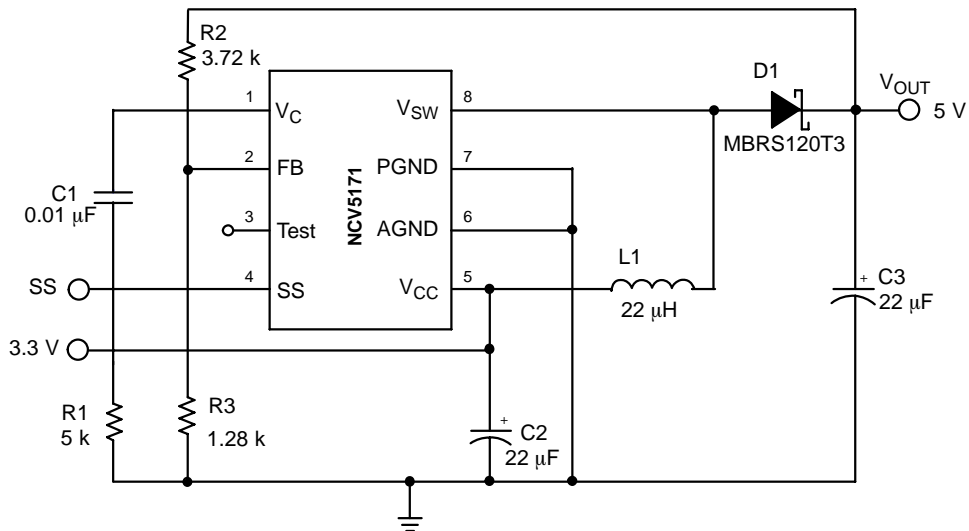 R2
3.72 k
D1
V_OUT
5 V
MBRS120T3
1
V_C
V_SW
8
2
FB
PGND
7
C1
0.01 μF
NCV5171
3
Test
AGND
6
L1
SS
4
SS
V_CC
5
22 μH
+
C3
22 μF
3.3 V
R1
5 k
R3
1.28 k
+
C2
22 μF